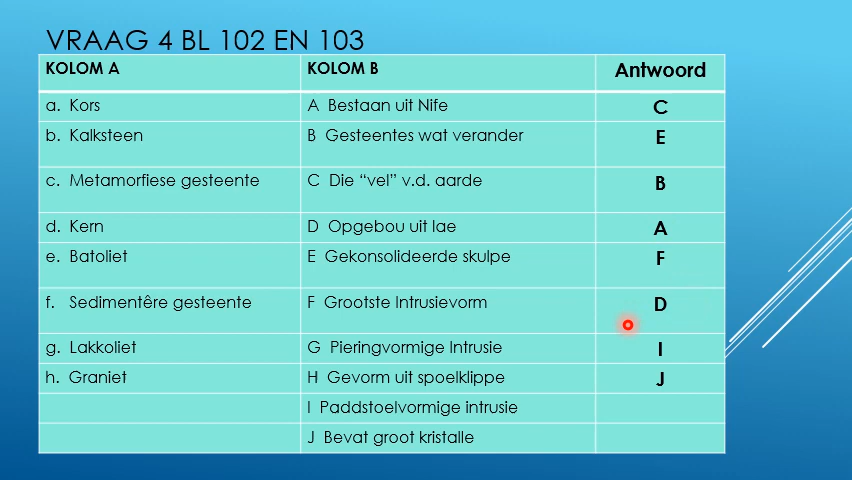 VRAAG 4 BL 102 EN 103
KOLOM A KOLOM B Antwoord
a. Kors A Bestaan uit Nife C
b. Kalksteen B Gesteentes wat verander E
c. Metamorfiese gesteente C Die “vel” v.d. aarde B
d. Kern D Opgebou uit lae A
e. Batoliet E Gekonsolideerde skulpe F
f. Sedimentêre gesteente F Grootste Intrusievorm D
g. Lakkoliet G Pieringvormige Intrusie I
h. Graniet H Gevorm uit spoelklippe J
I Paddstoelvormige intrusie
J Bevat groot kristalle